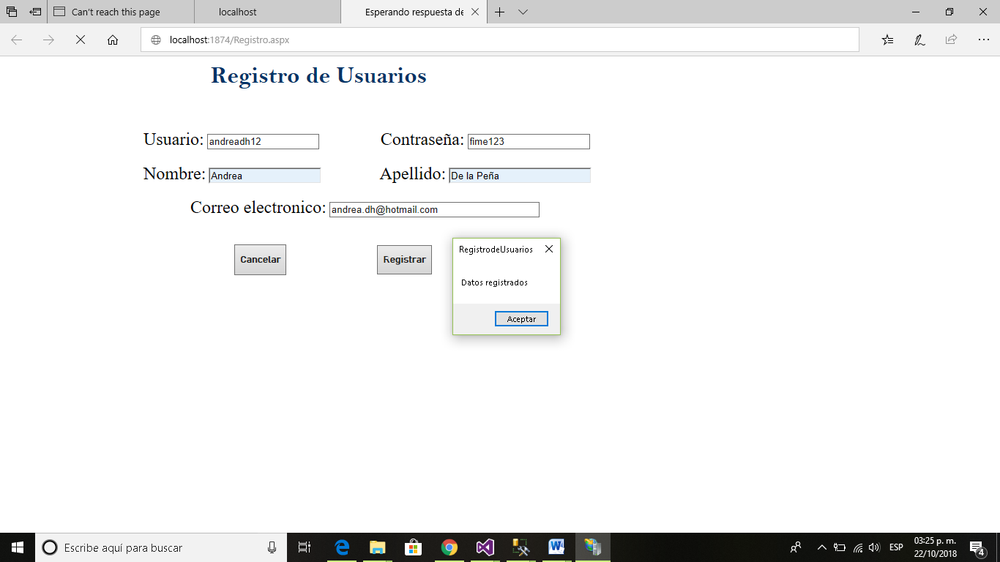 Can't reach this page
localhost
Esperando respuesta de
localhost:1874/Registro.aspx
Registro de Usuarios
Usuario: andreadh12 Contraseña: fime123
Nombre: Andrea Apellido: De la Peña
Correo electronico: andrea.dh@hotmail.com
Cancelar Registrar
RegistrodeUsuarios
Datos registrados
Aceptar
Escribe aquí para buscar
ESP
03:25 p. m.
22/10/2018
4